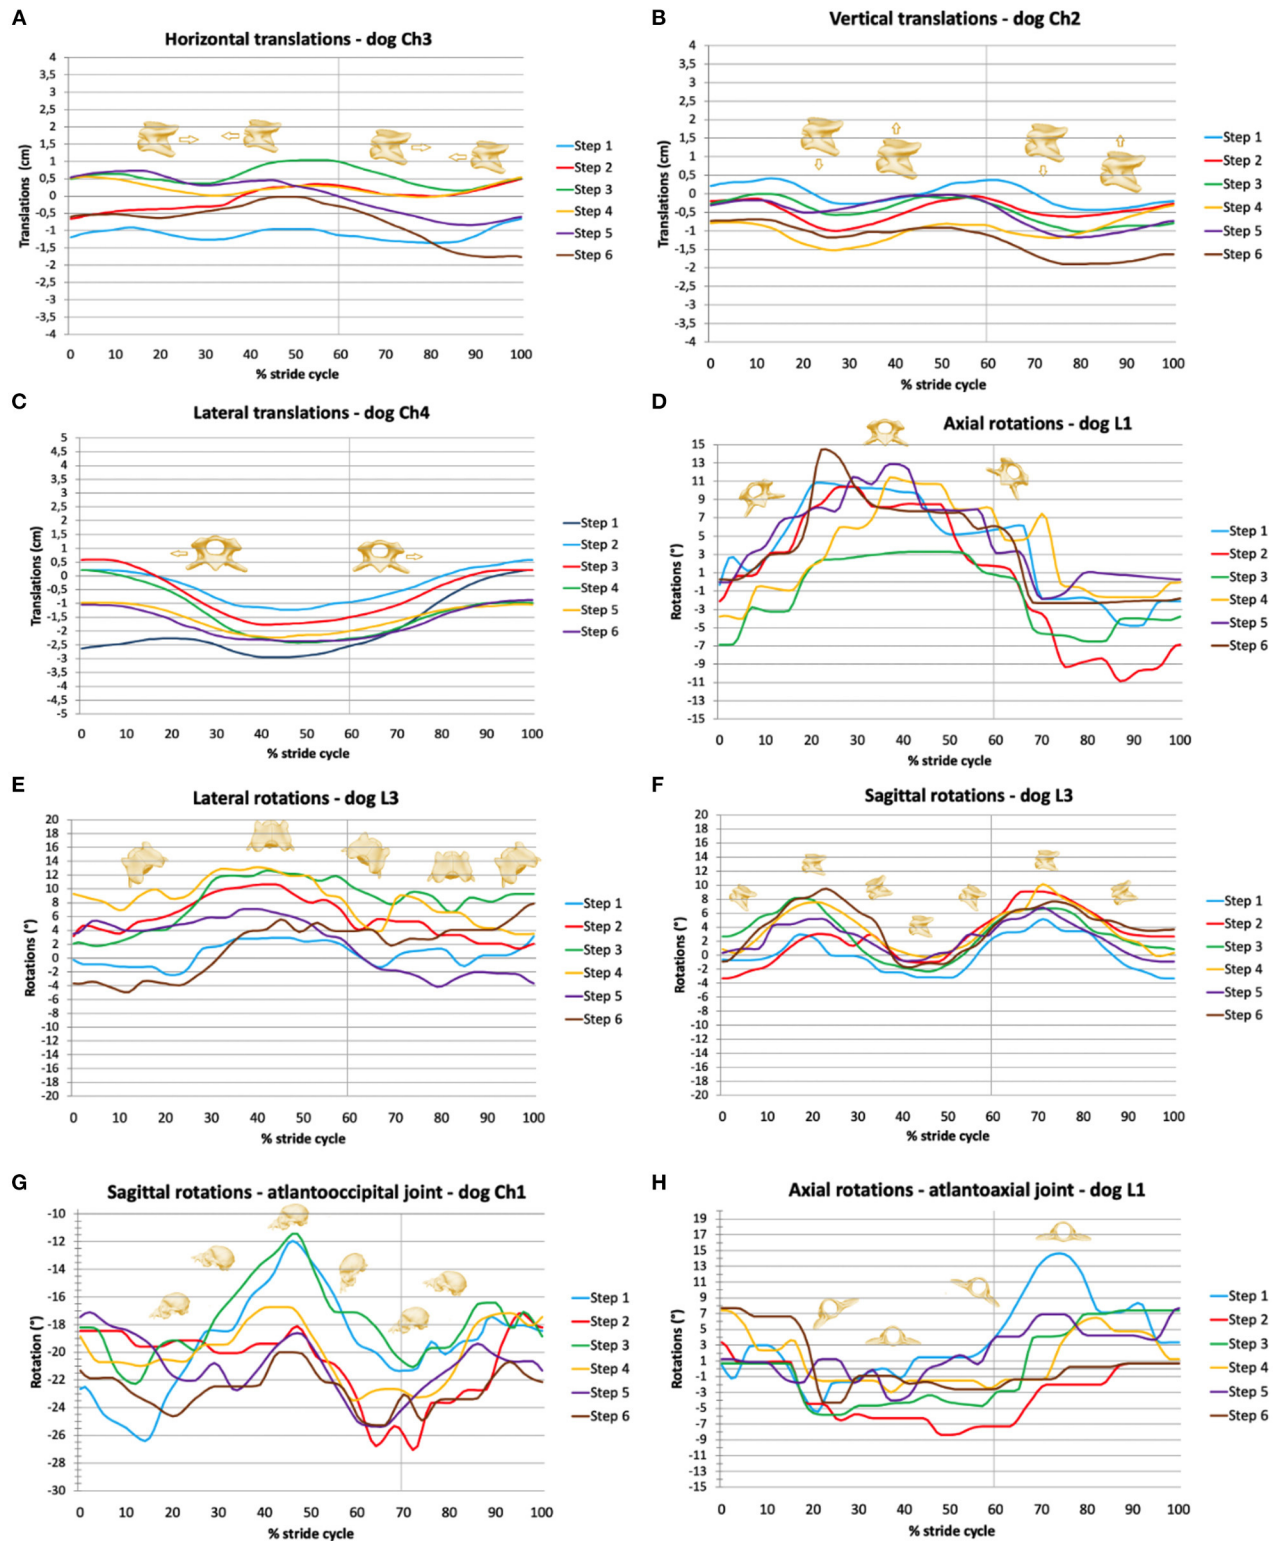 A
Horizontal translations - dog Ch3
4
3,5
3
2,5
2
1,5
1
0,5
0
-0,5
-1
-1,5
-2
-2,5
-3
-3,5
-4
Translations (cm)
0 10 20 30 40 50 60 70 80 90 100
% stride cycle
Step 1
Step 2
Step 3
Step 4
Step 5
Step 6
B
Vertical translations - dog Ch2
4
3,5
3
2,5
2
1,5
1
0,5
0
-0,5
-1
-1,5
-2
-2,5
-3
-3,5
-4
Translations (cm)
0 10 20 30 40 50 60 70 80 90 100
% stride cycle
Step 1
Step 2
Step 3
Step 4
Step 5
Step 6
C
Lateral translations - dog Ch4
5
4,5
4
3,5
3
2,5
2
1,5
1
0,5
0
-0,5
-1
-1,5
-2
-2,5
-3
-3,5
-4
-4,5
-5
Translations (cm)
0 10 20 30 40 50 60 70 80 90 100
% stride cycle
Step 1
Step 2
Step 3
Step 4
Step 5
Step 6
D
Axial rotations - dog L1
15
13
11
9
7
5
3
1
-1
-3
-5
-7
-9
-11
-13
-15
Rotations (°)
0 10 20 30 40 50 60 70 80 90 100
% stride cycle
Step 1
Step 2
Step 3
Step 4
Step 5
Step 6
E
Lateral rotations - dog L3
20
18
16
14
12
10
8
6
4
2
0
-2
-4
-6
-8
-10
-12
-14
-16
-18
-20
Rotations (°)
0 10 20 30 40 50 60 70 80 90 100
% stride cycle
Step 1
Step 2
Step 3
Step 4
Step 5
Step 6
F
Sagittal rotations - dog L3
20
18
16
14
12
10
8
6
4
2
0
-2
-4
-6
-8
-10
-12
-14
-16
-18
-20
Rotations (°)
0 10 20 30 40 50 60 70 80 90 100
% stride cycle
Step 1
Step 2
Step 3
Step 4
Step 5
Step 6
G
Sagittal rotations - atlantooccipital joint - dog Ch1
-10
-12
-14
-16
-18
-20
-22
-24
-26
-28
-30
Rotation (°)
0 10 20 30 40 50 60 70 80 90 100
% stride cycle
Step 1
Step 2
Step 3
Step 4
Step 5
Step 6
H
Axial rotations - atlantoaxial joint - dog L1
19
17
15
13
11
9
7
5
3
1
-1
-3
-5
-7
-9
-11
-13
-15
Rotations (°)
0 10 20 30 40 50 60 70 80 90 100
% stride cycle
Step 1
Step 2
Step 3
Step 4
Step 5
Step 6